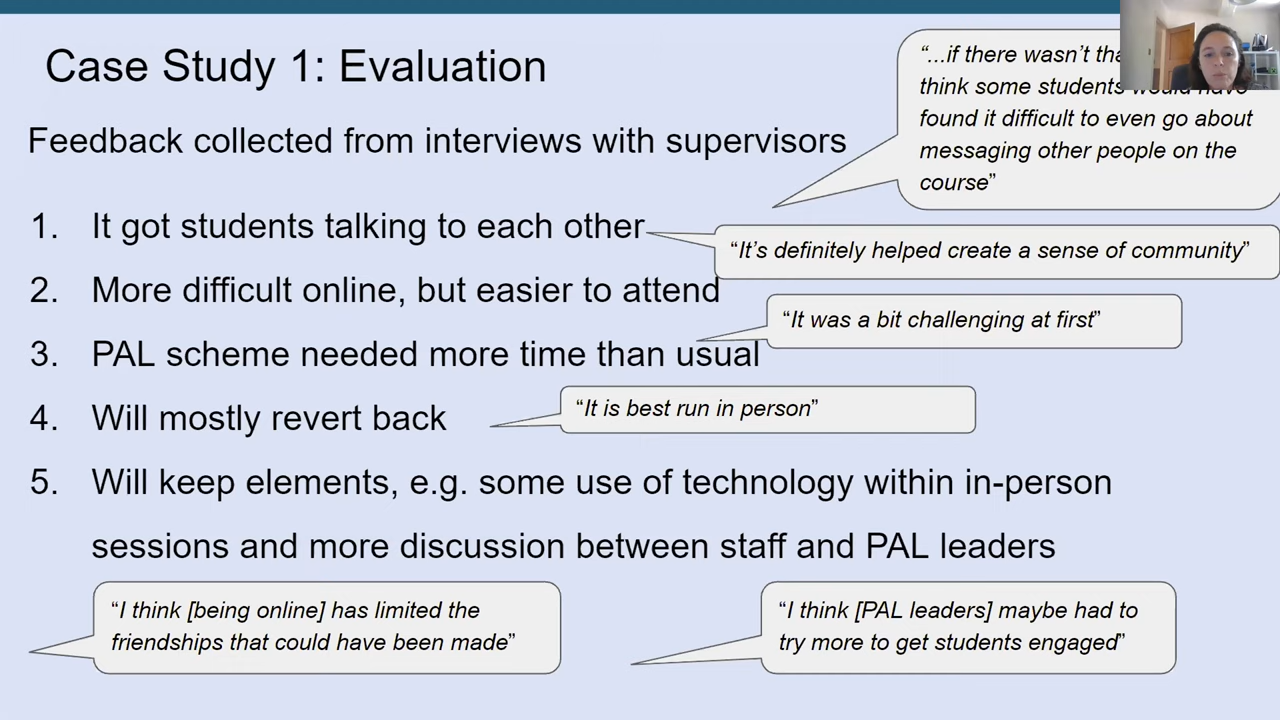 Case Study 1: Evaluation
Feedback collected from interviews with supervisors
1. It got students talking to each other
2. More difficult online, but easier to attend
3. PAL scheme needed more time than usual
4. Will mostly revert back
5. Will keep elements, e.g. some use of technology within in-person
sessions and more discussion between staff and PAL leaders
“...if there wasn’t
think some students would have
found it difficult to even go about
messaging other people on the
course”
“It’s definitely helped create a sense of community”
“It was a bit challenging at first”
“It is best run in person”
“I think [being online] has limited the
friendships that could have been made”
“I think [PAL leaders] maybe had to
try more to get students engaged”